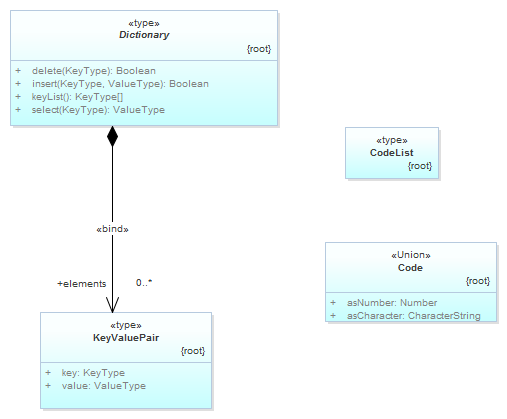 «type»
Dictionary
{root}
+ delete(KeyType): Boolean
+ insert(KeyType, ValueType): Boolean
+ keyList(): KeyType[]
+ select(KeyType): ValueType
«type»
CodeList
{root}
«bind»
«Union»
Code
{root}
+elements 0..*
+ asNumber: Number
+ asCharacter: CharacterString
«type»
KeyValuePair
{root}
+ key: KeyType
+ value: ValueType